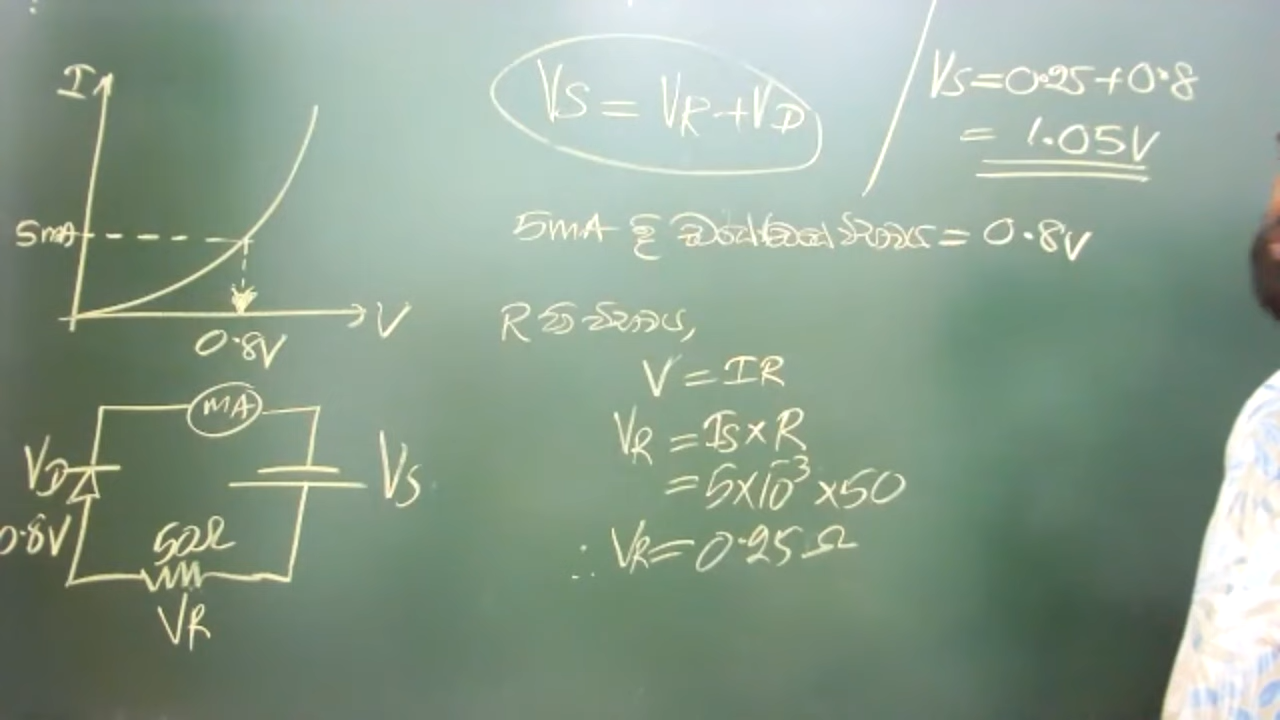 I
5mA
0.8V
V
mA
VD
0.8V
VS
50Ω
VR
VS = VR + VD
VS = 0.25 + 0.8
= 1.05V
5mA දී = 0.8V
R
V = IR
VR = Is × R
= 5×10⁻³ × 50
∴ VR = 0.25 Ω